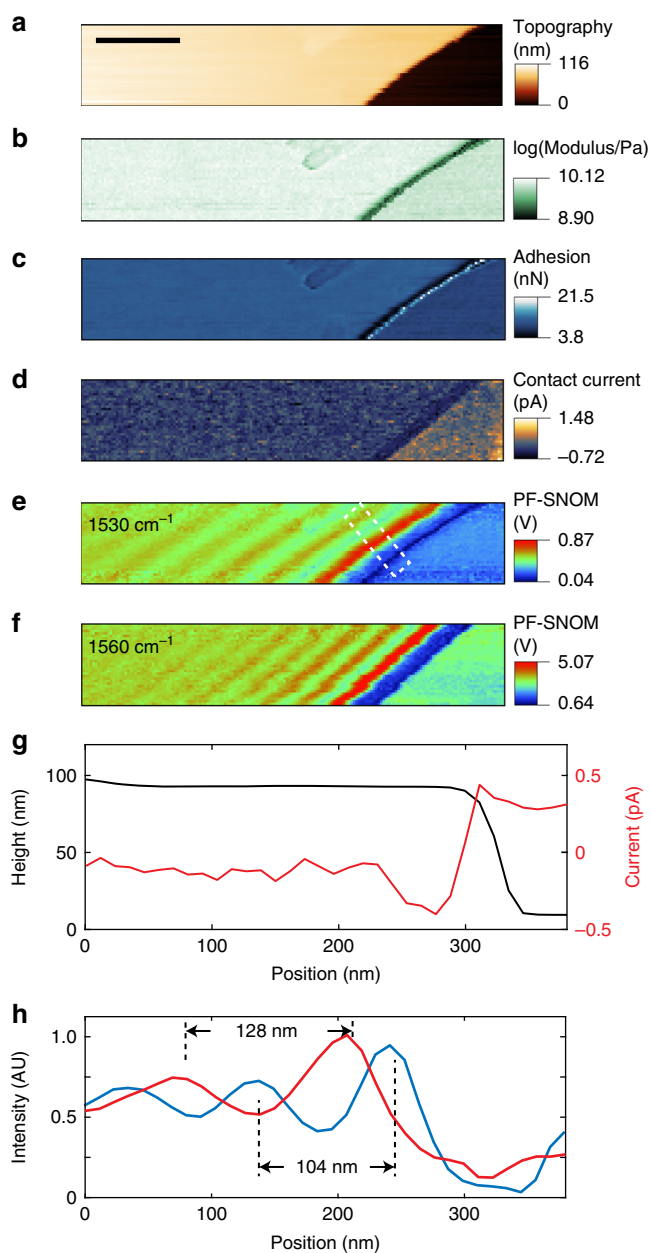 a
Topography
(nm)
116
0
b
log(Modulus/Pa)
10.12
8.90
c
Adhesion
(nN)
21.5
3.8
d
Contact current
(pA)
1.48
−0.72
e
1530 cm⁻¹
PF-SNOM
(V)
0.87
0.04
f
1560 cm⁻¹
PF-SNOM
(V)
5.07
0.64
g
100
50
0
Height (nm)
0.5
0
−0.5
Current (pA)
0 100 200 300
Position (nm)
h
1.0
0.5
0
Intensity (AU)
128 nm
104 nm
0 100 200 300
Position (nm)